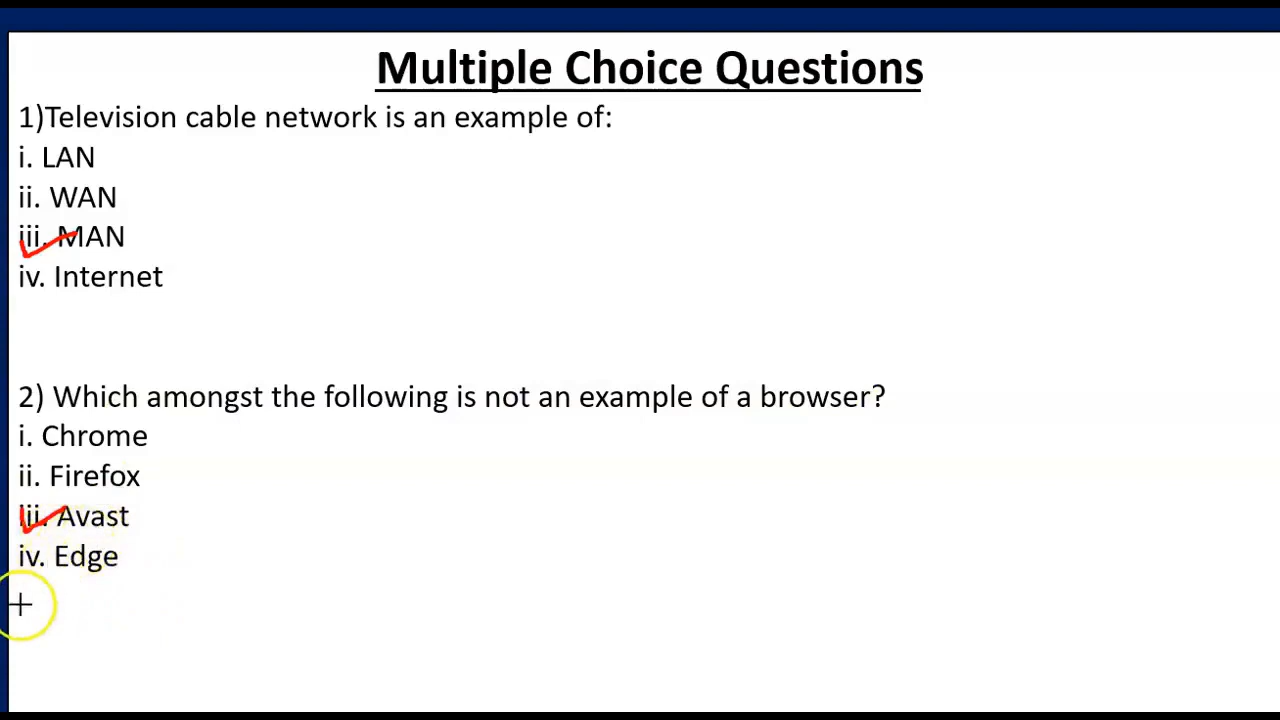 Multiple Choice Questions
1)Television cable network is an example of:
i. LAN
ii. WAN
iii. MAN
iv. Internet
2) Which amongst the following is not an example of a browser?
i. Chrome
ii. Firefox
iii. Avast
iv. Edge